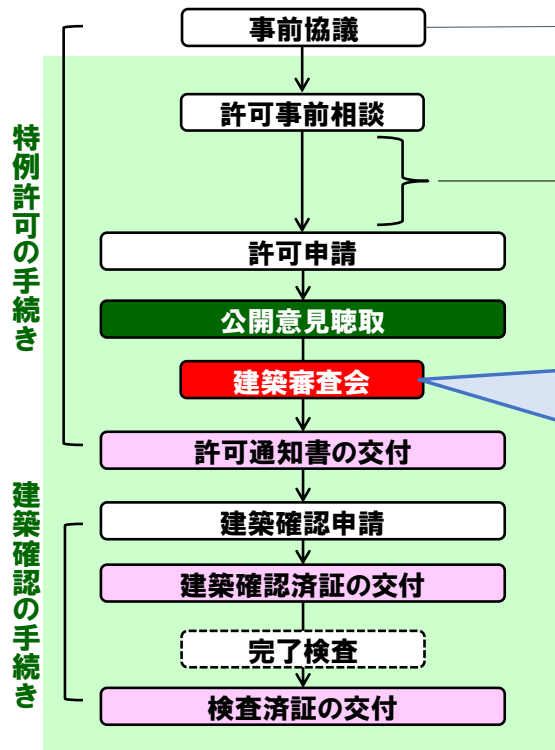 事前協議
許可事前相談
特例許可の手続き
許可申請
公開意見聴取
建築審査会
許可通知書の交付
建築確認の手続き
建築確認申請
建築確認済証の交付
完了検査
検査済証の交付